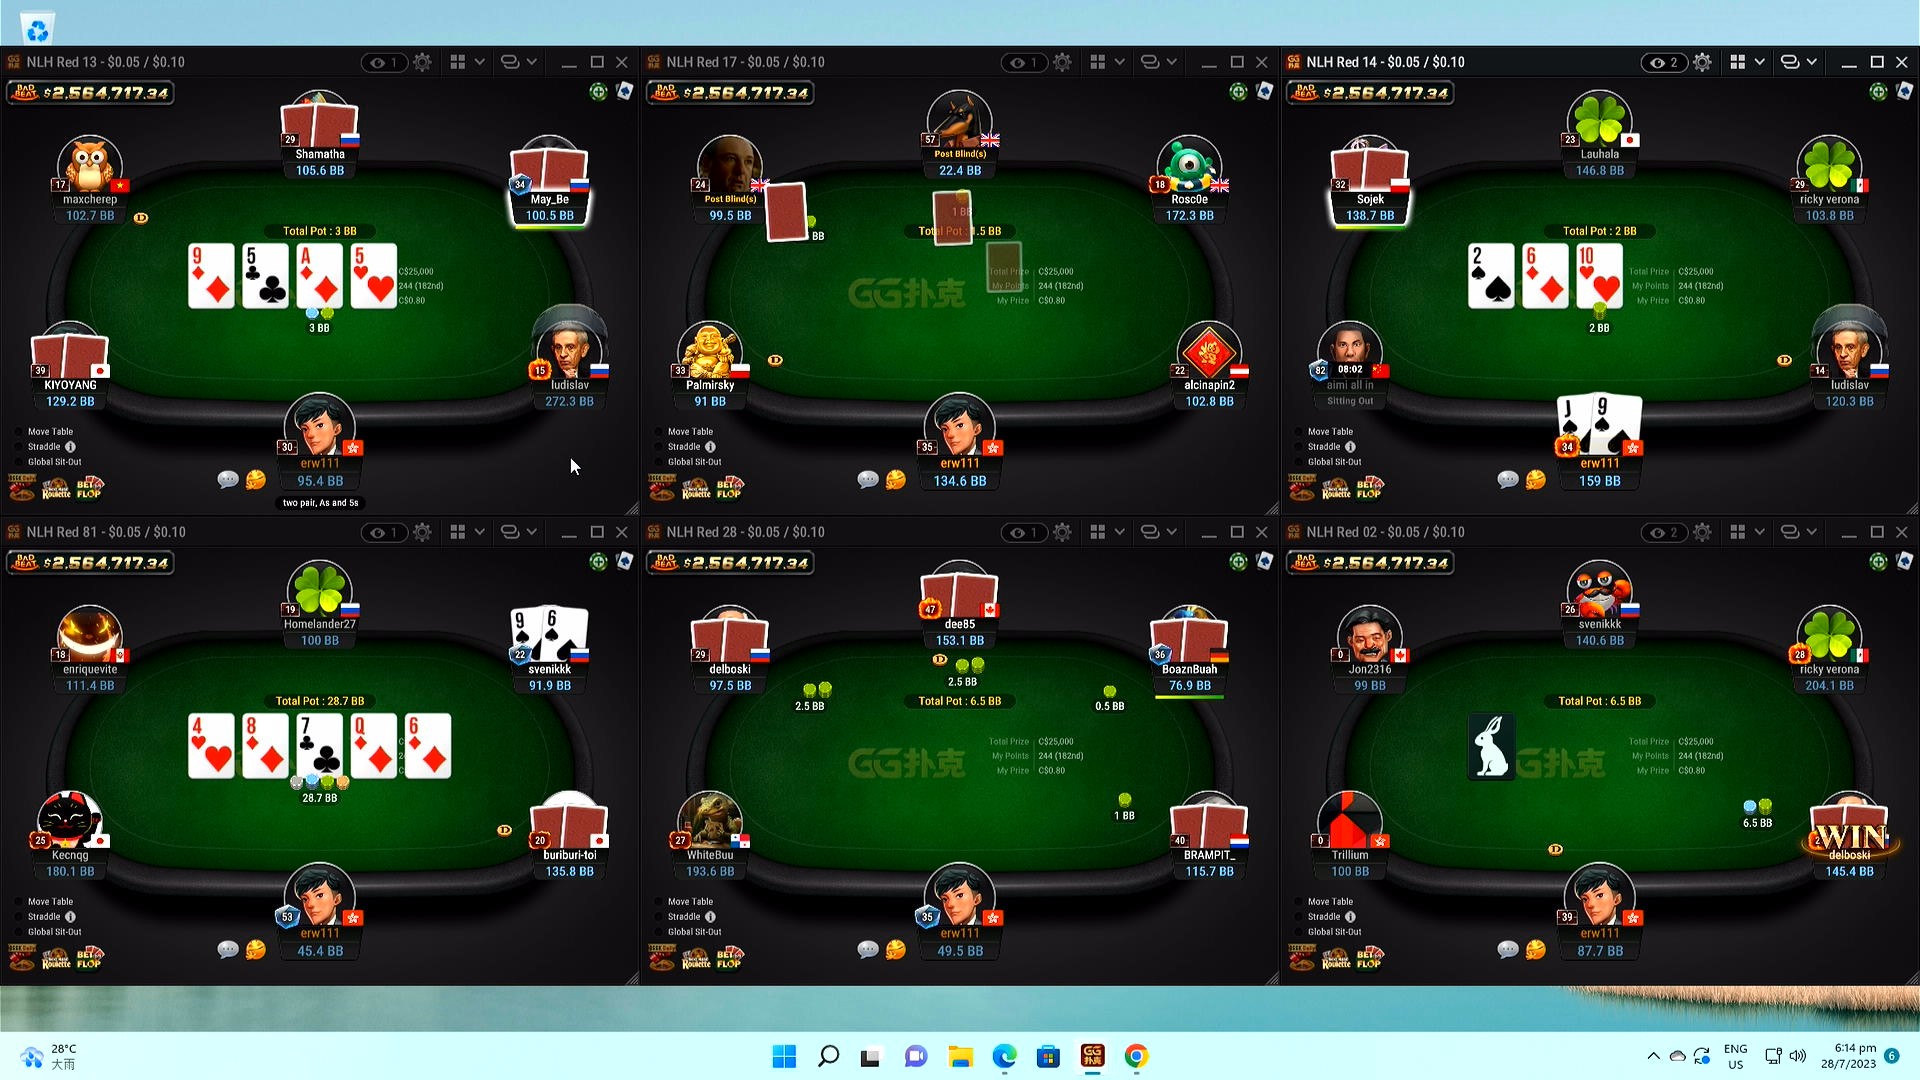 NLH Red 13 - $0.05 / $0.10
1
BAD BEAT $2,564,717.34
29
Shamatha
105.6 BB
17
maxcherep
102.7 BB
34
May_Be
100.5 BB
D
Total Pot : 3 BB
9 5 A 5
C$25,000
244 (182nd)
C$0.80
3 BB
39
KIYOYANG
129.2 BB
15
ludislav
272.3 BB
Move Table
Straddle
Global Sit-Out
30
erw111
95.4 BB
Roulette
BET FLOP
two pair, As and 5s
NLH Red 17 - $0.05 / $0.10
1
BAD BEAT $2,564,717.34
57
Post Blind(s)
22.4 BB
24
Post Blind(s)
99.5 BB
18
Rosc0e
172.3 BB
BB
1 BB
Total Pot : 1.5 BB
GG扑克
Total Prize C$25,000
My Points 244 (182nd)
My Prize C$0.80
D
33
Palmirsky
91 BB
22
alcinapin2
102.8 BB
Move Table
Straddle
Global Sit-Out
35
erw111
134.6 BB
Roulette
BET FLOP
NLH Red 14 - $0.05 / $0.10
2
BAD BEAT $2,564,717.34
23
Lauhala
146.8 BB
32
Sojek
138.7 BB
29
ricky verona
103.8 BB
Total Pot : 2 BB
2 6 10
Total Prize C$25,000
My Points 244 (182nd)
My Prize C$0.80
2 BB
D
82
08:02
aimi all in
Sitting Out
14
ludislav
120.3 BB
J 9
Move Table
Straddle
Global Sit-Out
34
erw111
159 BB
Roulette
BET FLOP
NLH Red 81 - $0.05 / $0.10
1
BAD BEAT $2,564,717.34
19
Homelander27
100 BB
18
enriquevite
111.4 BB
9 6
22
svenikkk
91.9 BB
Total Pot : 28.7 BB
4 8 7 Q 6
28.7 BB
D
25
Kecnqg
180.1 BB
20
buriburi-toi
135.8 BB
Move Table
Straddle
Global Sit-Out
53
erw111
45.4 BB
Roulette
BET FLOP
NLH Red 28 - $0.05 / $0.10
1
BAD BEAT $2,564,717.34
47
dee85
153.1 BB
29
delboski
97.5 BB
36
BoaznBuah
76.9 BB
D
2.5 BB
2.5 BB
0.5 BB
Total Pot : 6.5 BB
GG扑克
Total Prize C$25,000
My Points 244 (182nd)
My Prize C$0.80
1 BB
27
WhiteBuu
193.6 BB
40
BRAMPIT_
115.7 BB
Move Table
Straddle
Global Sit-Out
35
erw111
49.5 BB
Roulette
BET FLOP
NLH Red 02 - $0.05 / $0.10
2
BAD BEAT $2,564,717.34
26
svenikkk
140.6 BB
0
Jon2316
99 BB
28
ricky verona
204.1 BB
Total Pot : 6.5 BB
GG扑克
Total Prize C$25,000
My Points 244 (182nd)
My Prize C$0.80
6.5 BB
D
0
Trillium
100 BB
WIN
delboski
145.4 BB
Move Table
Straddle
Global Sit-Out
39
erw111
87.7 BB
Roulette
BET FLOP
28°C
大雨
GG扑克
ENG
US
6:14 pm
28/7/2023
6